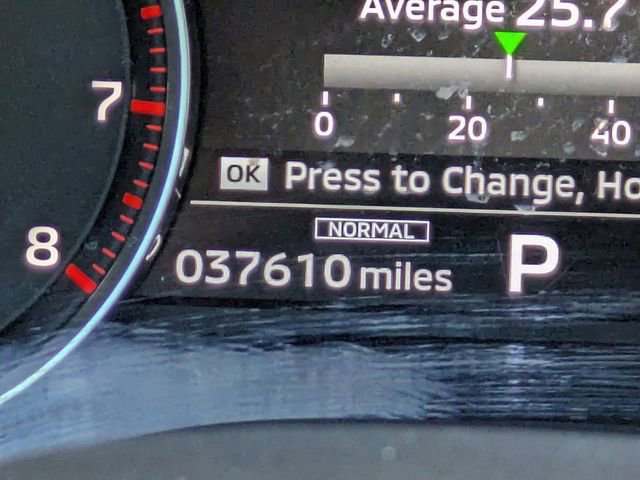 Average 25.7
7
0 20 40
OK Press to Change, Ho
NORMAL
8
037610 miles P